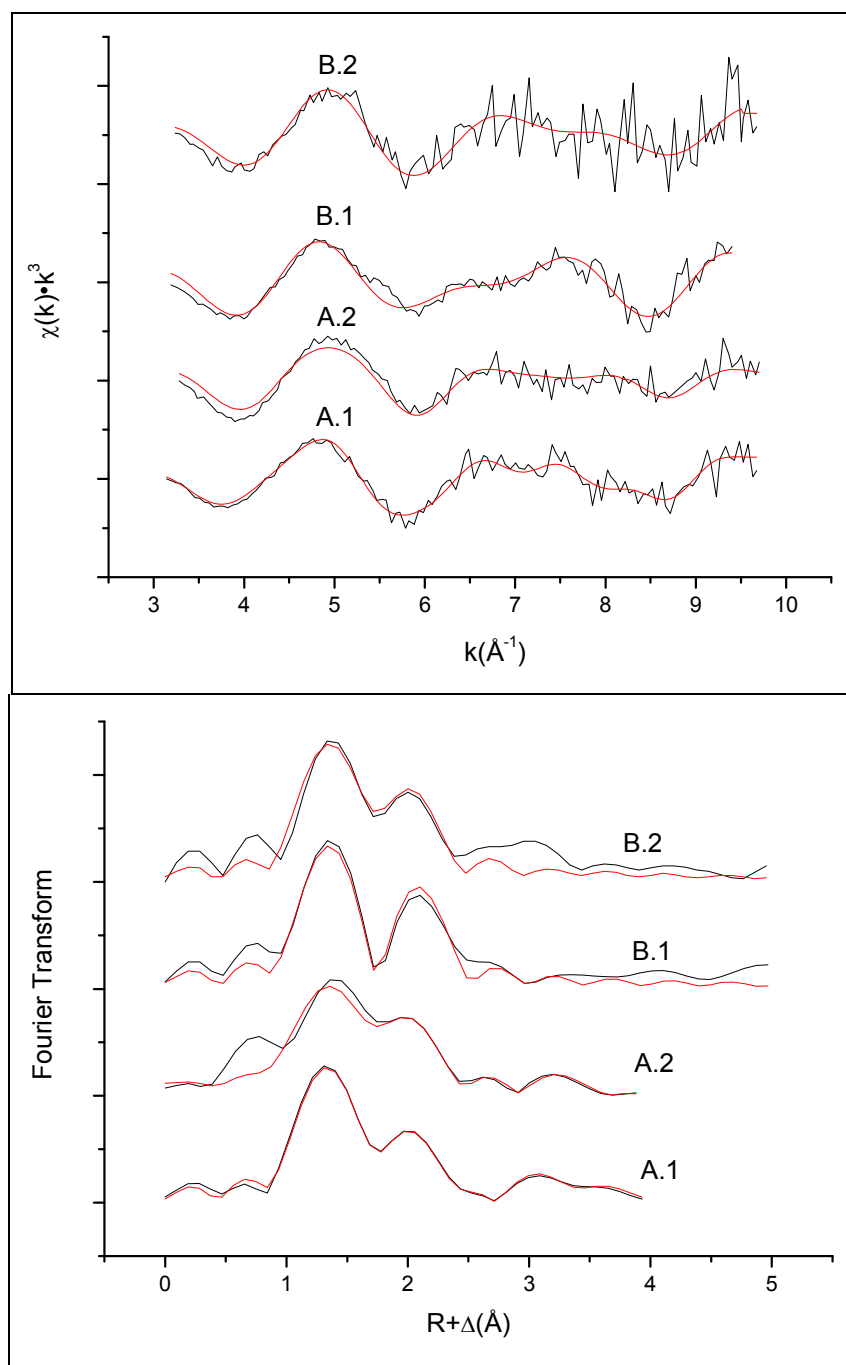 B.2
B.1
A.2
A.1
χ(k)•k³
3 4 5 6 7 8 9 10
k(Å⁻¹)
B.2
B.1
A.2
A.1
Fourier Transform
0 1 2 3 4 5
R+Δ(Å)